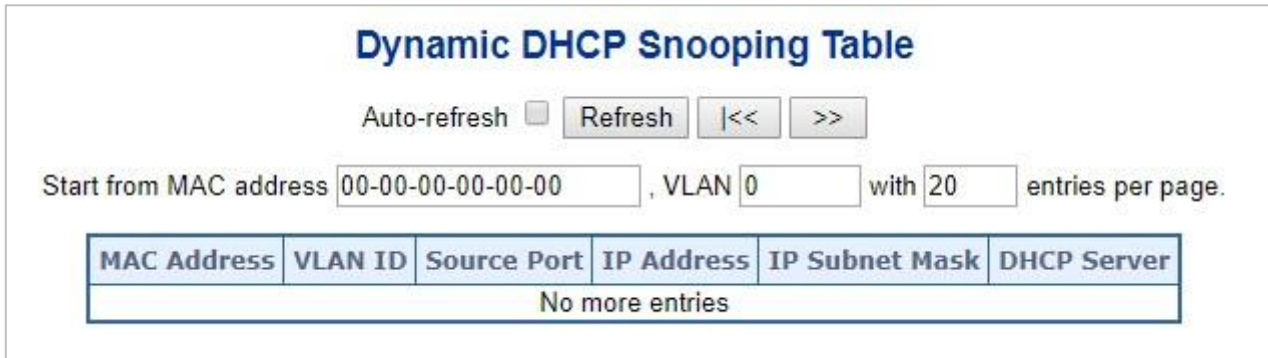 Dynamic DHCP Snooping Table
Auto-refresh Refresh |<< >>
Start from MAC address 00-00-00-00-00-00 , VLAN 0 with 20 entries per page.
MAC Address VLAN ID Source Port IP Address IP Subnet Mask DHCP Server
No more entries